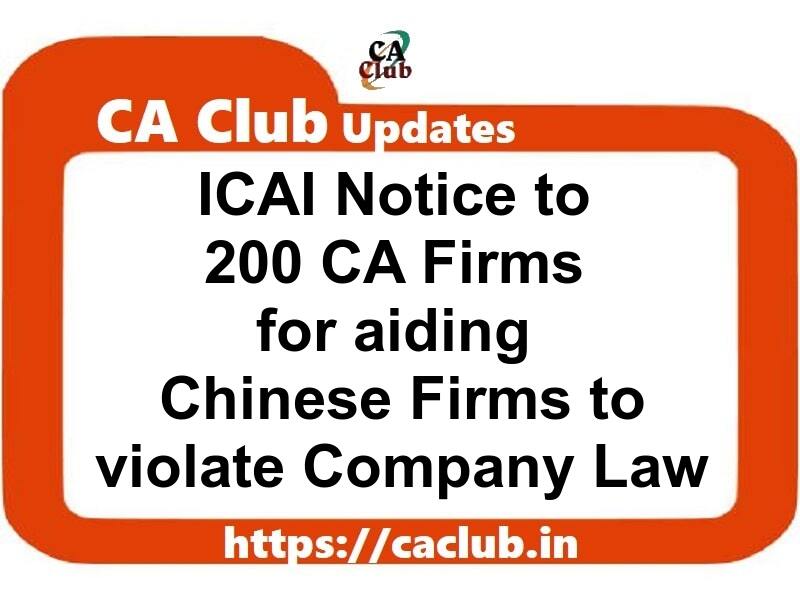 CA
Club
CA Club Updates
ICAI Notice to
200 CA Firms
for aiding
Chinese Firms to
violate Company Law
https://caclub.in